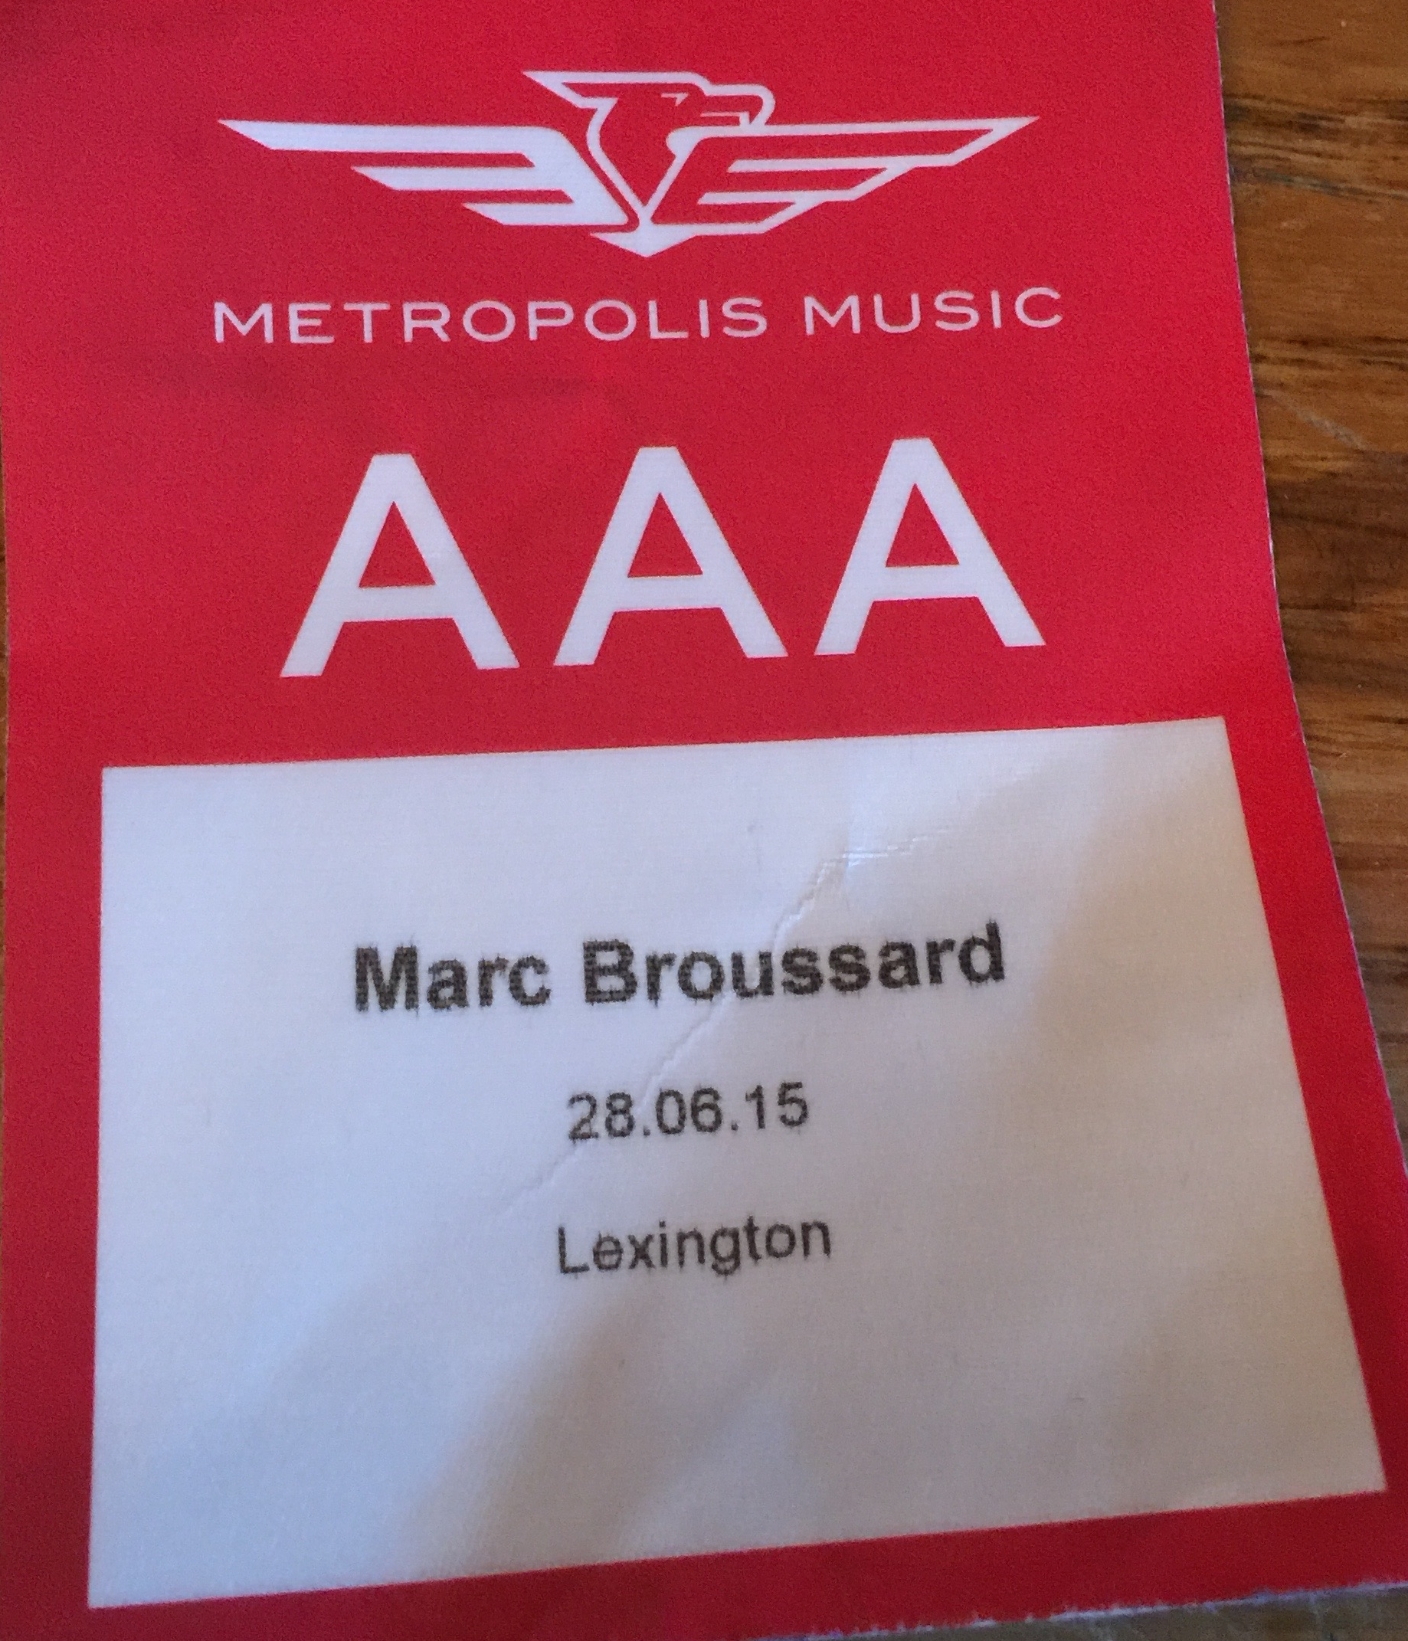 METROPOLIS MUSIC
AAA
Marc Broussard
28.06.15
Lexington